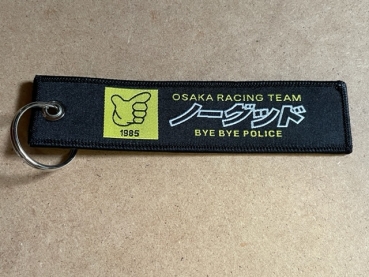 1985
OSAKA RACING TEAM
ノーグッド
BYE BYE POLICE